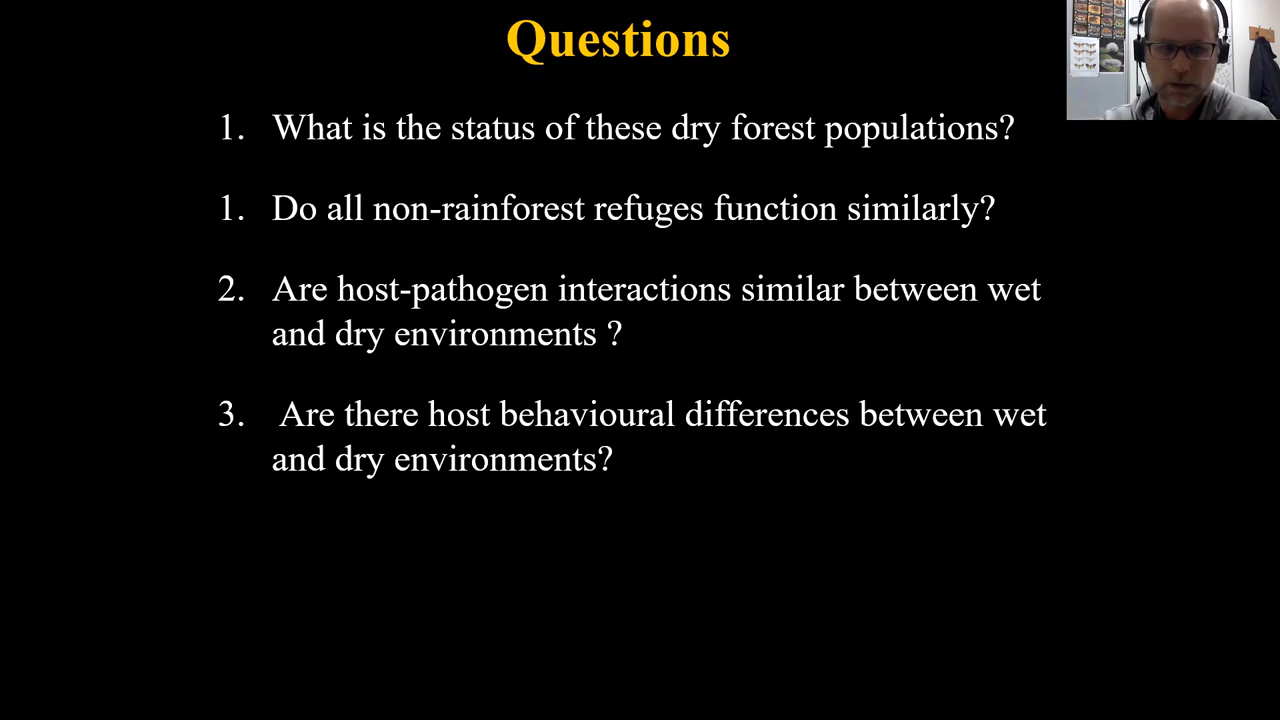 Questions
1. What is the status of these dry forest populations?
1. Do all non-rainforest refuges function similarly?
2. Are host-pathogen interactions similar between wet
and dry environments ?
3. Are there host behavioural differences between wet
and dry environments?